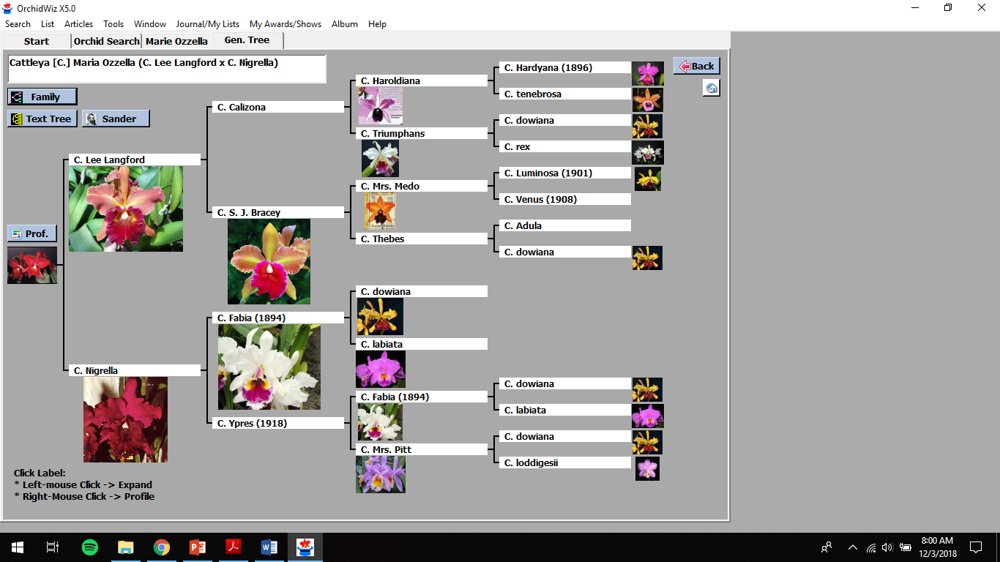 OrchidWiz X5.0
Search List Articles Tools Window Journal/My Lists My Awards/Shows Album Help
Start Orchid Search Marie Ozzella Gen. Tree
Cattleya [C.] Maria Ozzella (C. Lee Langford x C. Nigrella)
Back
Family
Text Tree Sander
Prof.
C. Lee Langford
C. Nigrella
C. Calizona
C. S. J. Bracey
C. Fabia (1894)
C. Ypres (1918)
C. Haroldiana
C. Triumphans
C. Mrs. Medo
500
C. Thebes
C. dowiana
C. labiata
C. Fabia (1894)
C. Mrs. Pitt
C. Hardyana (1896)
C. tenebrosa
C. dowiana
C. rex
C. Luminosa (1901)
C. Venus (1908)
C. Adula
C. dowiana
C. dowiana
C. labiata
C. dowiana
C. loddigesii
Click Label:
* Left-mouse Click -> Expand
* Right-Mouse Click -> Profile
8:00 AM
12/3/2018